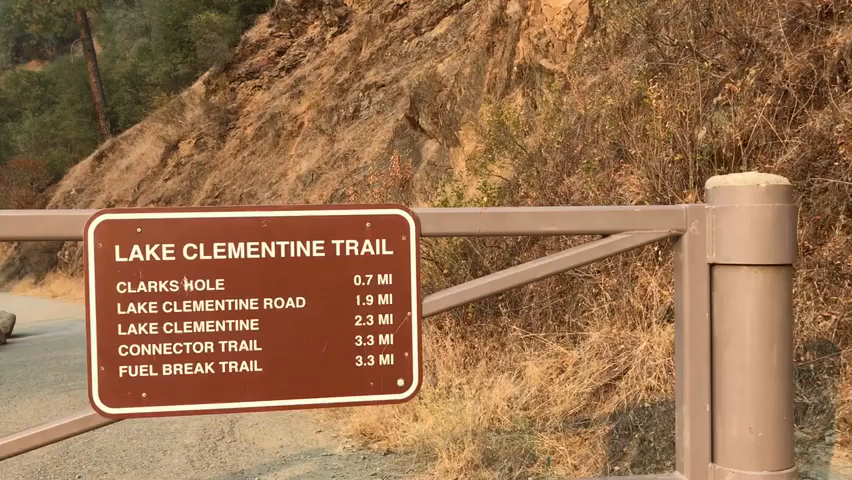 LAKE CLEMENTINE TRAIL
CLARKS HOLE 0.7 MI
LAKE CLEMENTINE ROAD 1.9 MI
LAKE CLEMENTINE 2.3 MI
CONNECTOR TRAIL 3.3 MI
FUEL BREAK TRAIL 3.3 MI